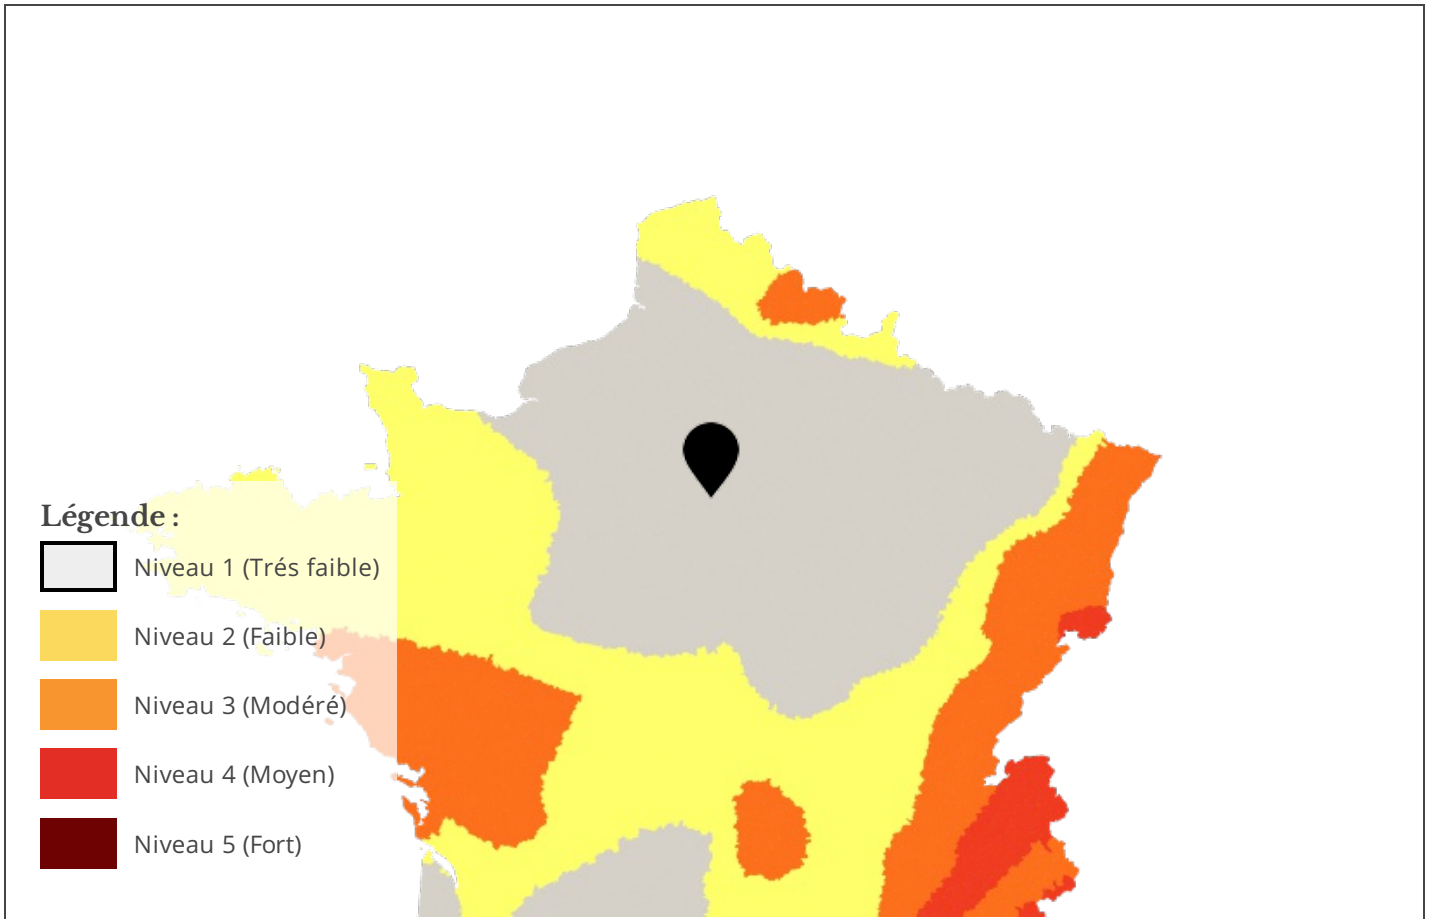 Légende :
Niveau 1 (Trés faible)
Niveau 2 (Faible)
Niveau 3 (Modéré)
Niveau 4 (Moyen)
Niveau 5 (Fort)